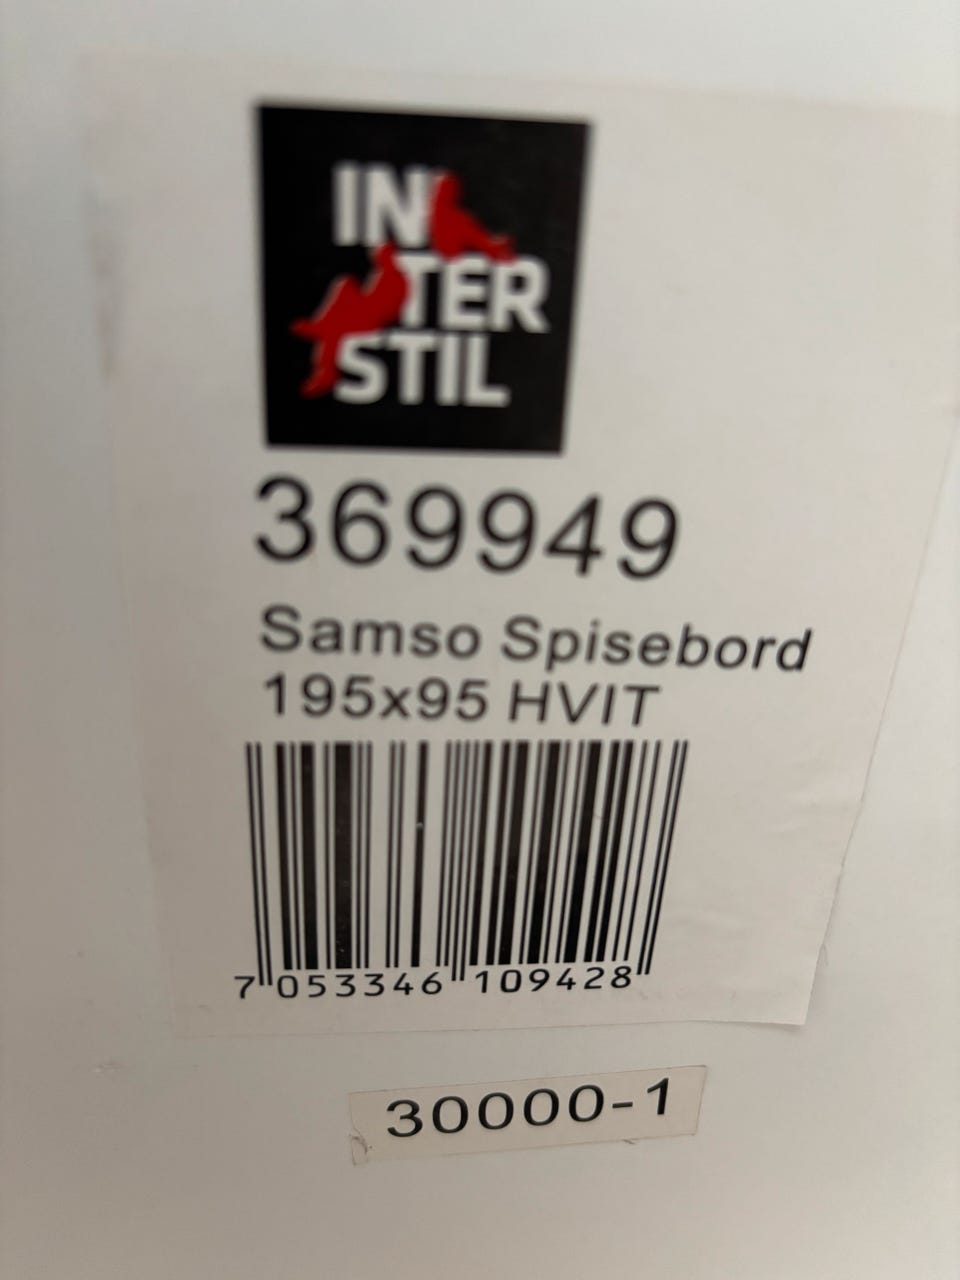 IN
TER
STIL
369949
Samso Spisebord
195x95 HVIT
7 053346 109428
30000-1